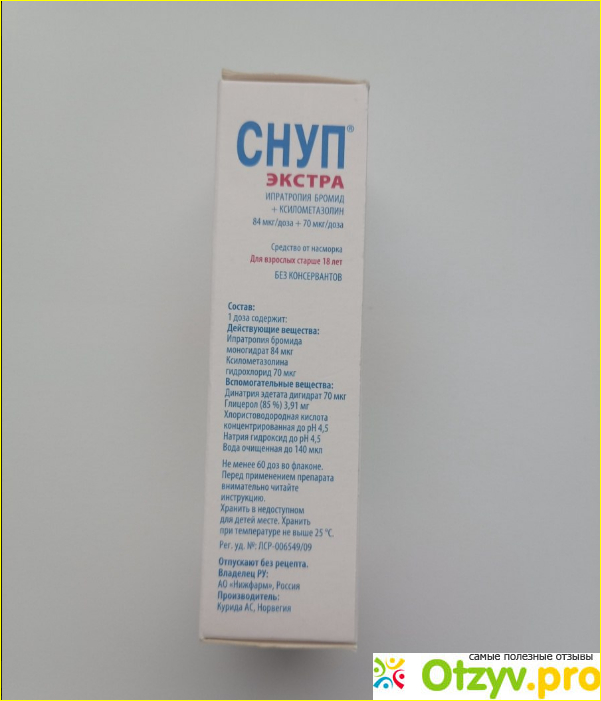 СНУП®
ЭКСТРА
ИПРАТРОПИЯ БРОМИД
+ КСИЛОМЕТАЗОЛИН
84 мкг/доза + 70 мкг/доза
Средство от насморка
Для взрослых старше 18 лет
БЕЗ КОНСЕРВАНТОВ
Состав:
1 доза содержит:
Действующие вещества:
Ипратропия бромида
моногидрат 84 мкг
Ксилометазолина
гидрохлорид 70 мкг
Вспомогательные вещества:
Динатрия эдетата дигидрат 70 мкг
Глицерол (85 %) 3,91 мг
Хлористоводородная кислота
концентрированная до pH 4,5
Натрия гидроксид до pH 4,5
Вода очищенная до 140 мкл
Не менее 60 доз во флаконе.
Перед применением препарата
внимательно читайте
инструкцию.
Хранить в недоступном
для детей месте. Хранить
при температуре не выше 25 °C.
Рег. уд. №: ЛСР-006549/09
Отпускают без рецепта.
Владелец РУ:
АО «Нижфарм», Россия
Производитель:
Курида АС, Норвегия
самые полезные отзывы
Otzyv.pro